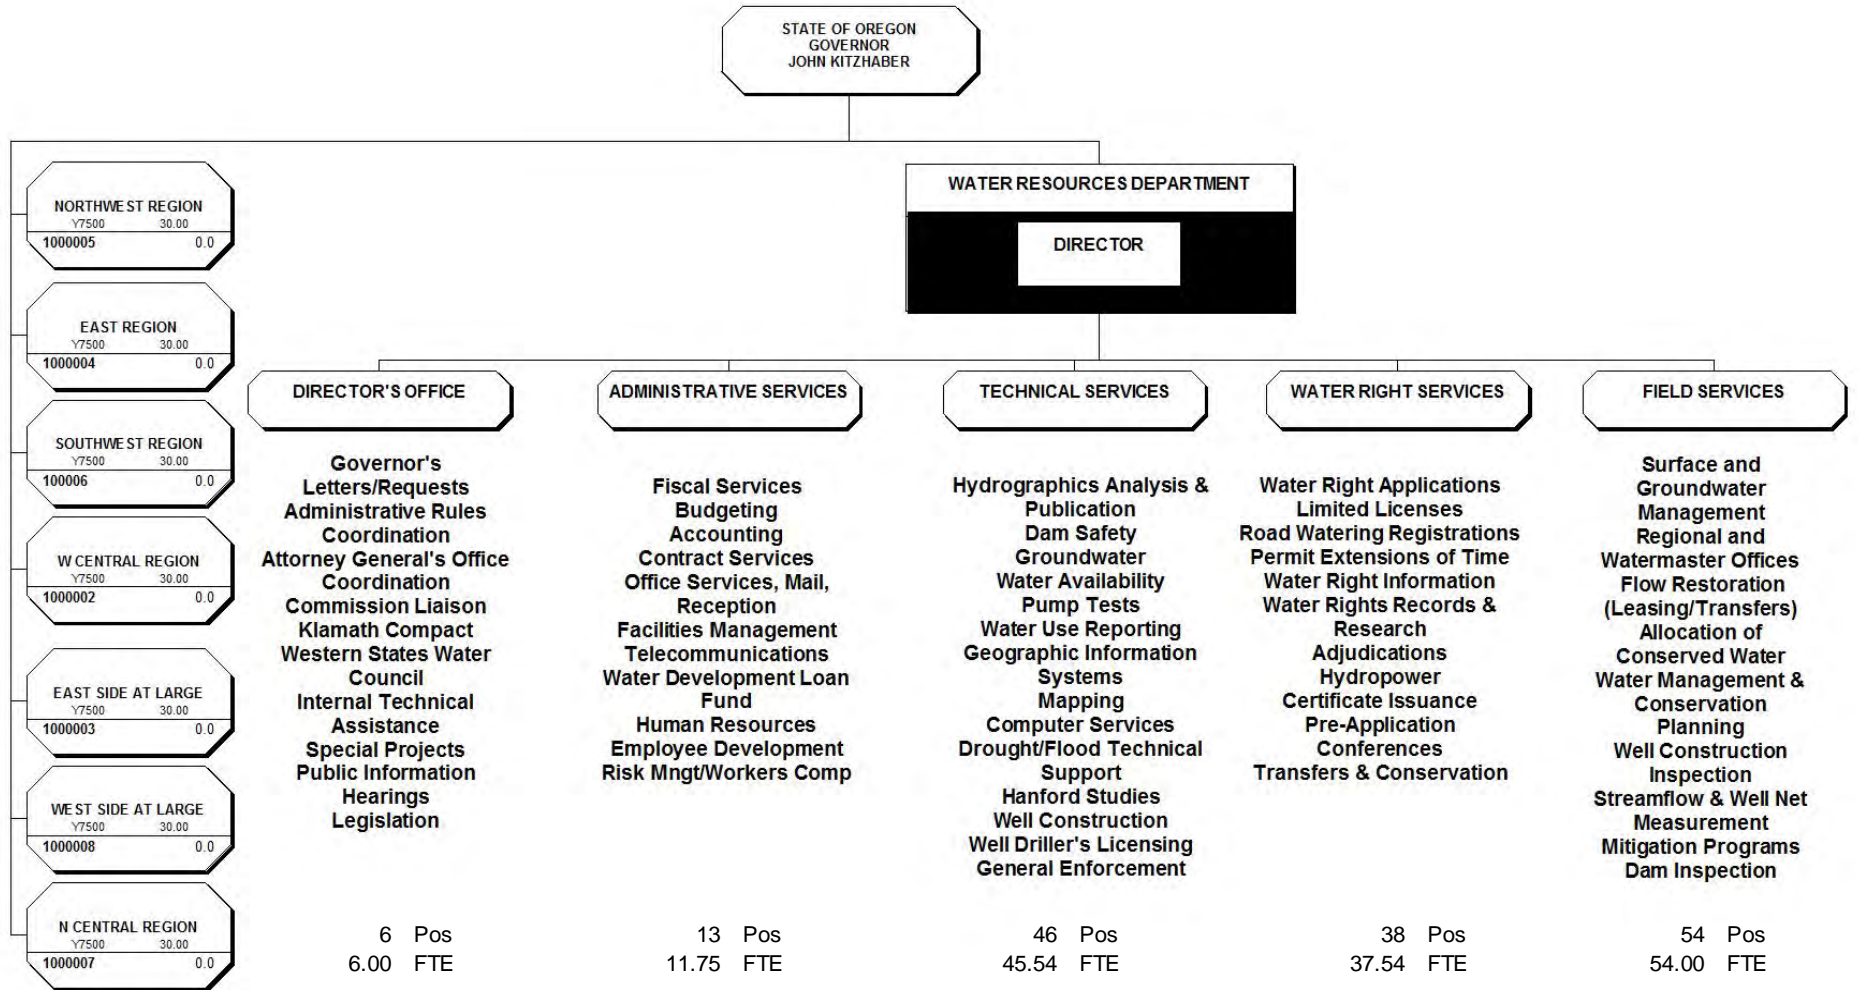 STATE OF OREGON
GOVERNOR
JOHN KITZHABER
WATER RESOURCES DEPARTMENT
DIRECTOR
NORTHWEST REGION
Y7500 30.00
1000005 0.0
EAST REGION
Y7500 30.00
1000004 0.0
SOUTHWEST REGION
Y7500 30.00
100006 0.0
W CENTRAL REGION
Y7500 30.00
1000002 0.0
EAST SIDE AT LARGE
Y7500 30.00
1000003 0.0
WEST SIDE AT LARGE
Y7500 30.00
1000008 0.0
N CENTRAL REGION
Y7500 30.00
1000007 0.0
DIRECTOR'S OFFICE
Governor's
Letters/Requests
Administrative Rules
Coordination
Attorney General's Office
Coordination
Commission Liaison
Klamath Compact
Western States Water
Council
Internal Technical
Assistance
Special Projects
Public Information
Hearings
Legislation
6 Pos
6.00 FTE
ADMINISTRATIVE SERVICES
Fiscal Services
Budgeting
Accounting
Contract Services
Office Services, Mail,
Reception
Facilities Management
Telecommunications
Water Development Loan
Fund
Human Resources
Employee Development
Risk Mngt/Workers Comp
13 Pos
11.75 FTE
TECHNICAL SERVICES
Hydrographics Analysis &
Publication
Dam Safety
Groundwater
Water Availability
Pump Tests
Water Use Reporting
Geographic Information
Systems
Mapping
Computer Services
Drought/Flood Technical
Support
Hanford Studies
Well Construction
Well Driller's Licensing
General Enforcement
46 Pos
45.54 FTE
WATER RIGHT SERVICES
Water Right Applications
Limited Licenses
Road Watering Registrations
Permit Extensions of Time
Water Right Information
Water Rights Records &
Research
Adjudications
Hydropower
Certificate Issuance
Pre-Application
Conferences
Transfers & Conservation
38 Pos
37.54 FTE
FIELD SERVICES
Surface and
Groundwater
Management
Regional and
Watermaster Offices
Flow Restoration
(Leasing/Transfers)
Allocation of
Conserved Water
Water Management &
Conservation
Planning
Well Construction
Inspection
Streamflow & Well Net
Measurement
Mitigation Programs
Dam Inspection
54 Pos
54.00 FTE